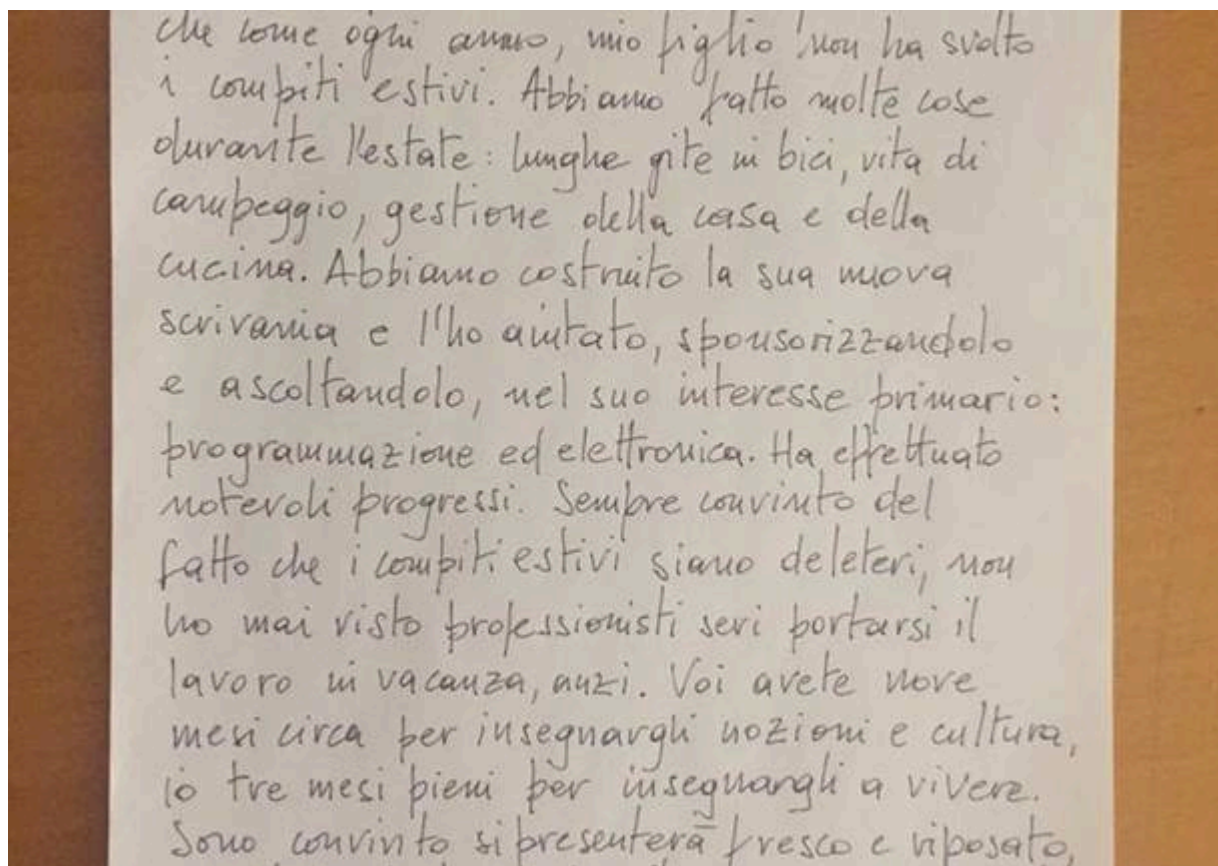 che come ogni anno, mio figlio non ha svolto
i compiti estivi. Abbiamo fatto molte cose
durante l'estate: lunghe gite in bici, vita di
campeggio, gestione della casa e della
cucina. Abbiamo costruito la sua nuova
scrivania e l'ho aiutato, sponsorizzandolo
e ascoltandolo, nel suo interesse primario:
programmazione ed elettronica. Ha effettuato
notevoli progressi. Sempre convinto del
fatto che i compiti estivi siano deleteri, non
ho mai visto professionisti seri portarsi il
lavoro in vacanza, anzi. Voi avete nove
mesi circa per insegnargli nozioni e cultura,
io tre mesi pieni per insegnargli a vivere.
Sono convinto si presenterà fresco e riposato,